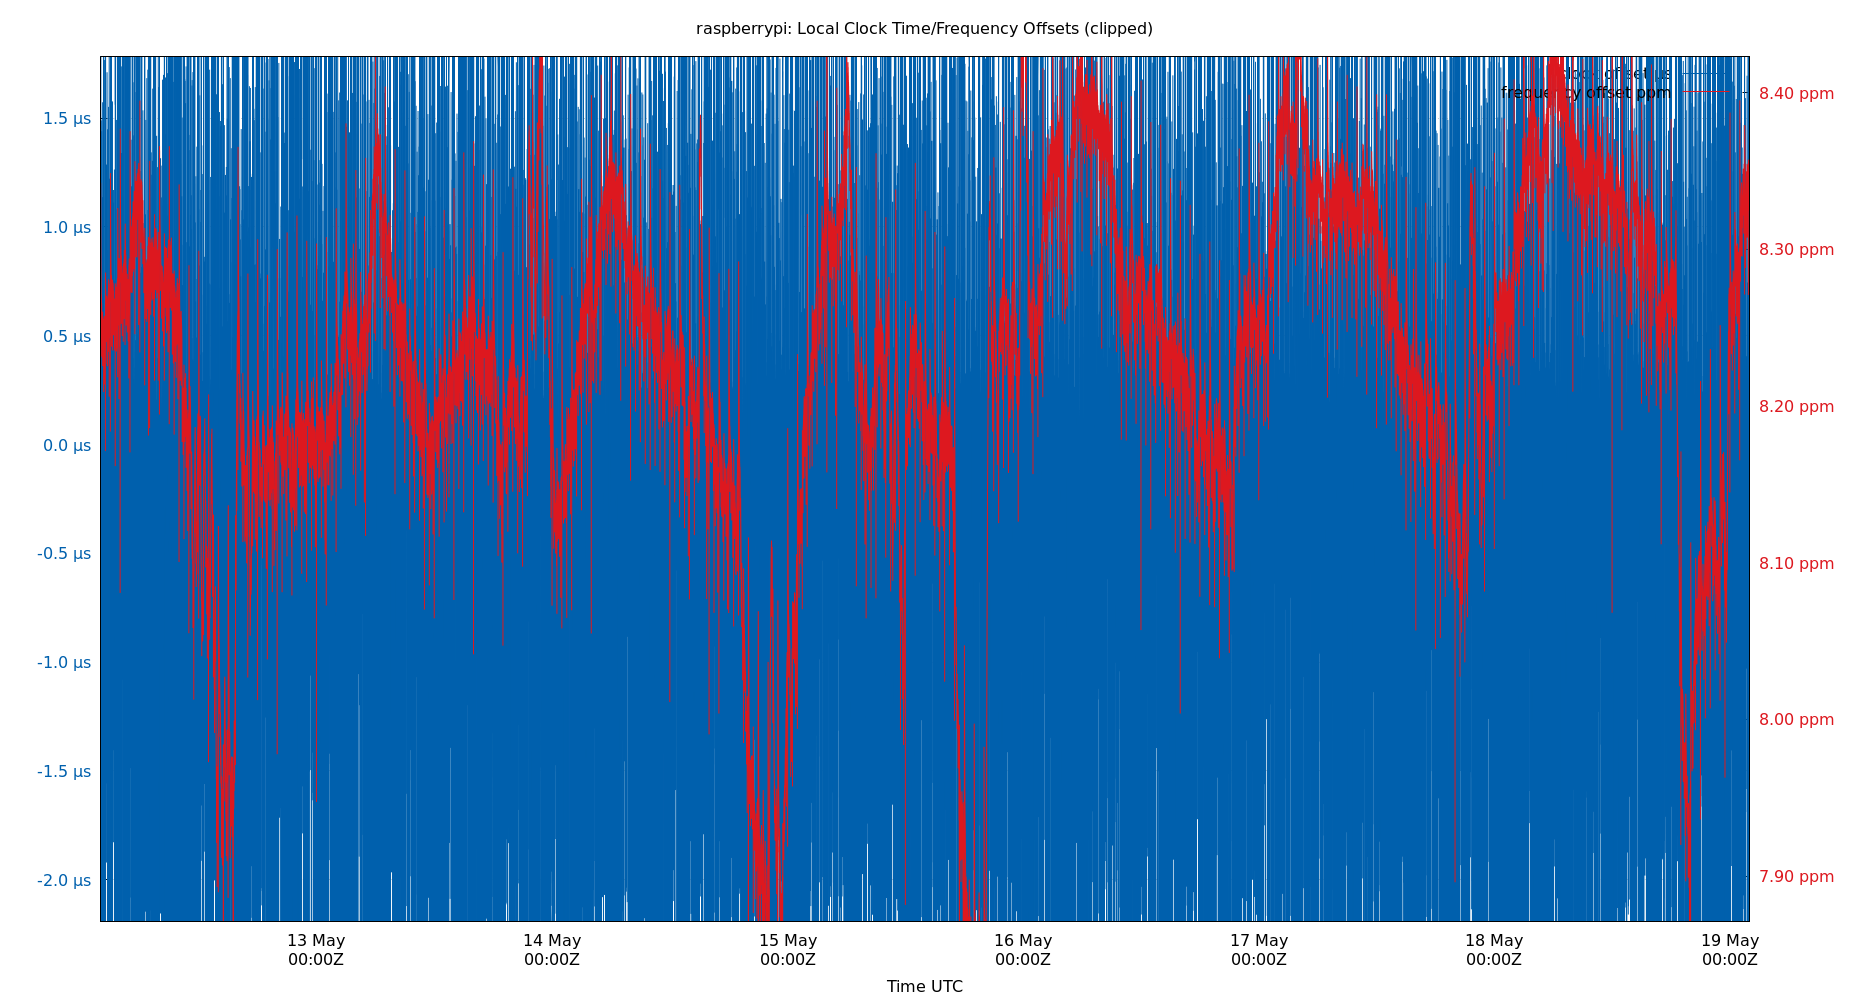 raspberrypi: Local Clock Time/Frequency Offsets (clipped)
clock offset µs
frequency offset ppm
1.5 µs
1.0 µs
0.5 µs
0.0 µs
-0.5 µs
-1.0 µs
-1.5 µs
-2.0 µs
8.40 ppm
8.30 ppm
8.20 ppm
8.10 ppm
8.00 ppm
7.90 ppm
13 May 14 May 15 May 16 May 17 May 18 May 19 May
00:00Z 00:00Z 00:00Z 00:00Z 00:00Z 00:00Z 00:00Z
Time UTC